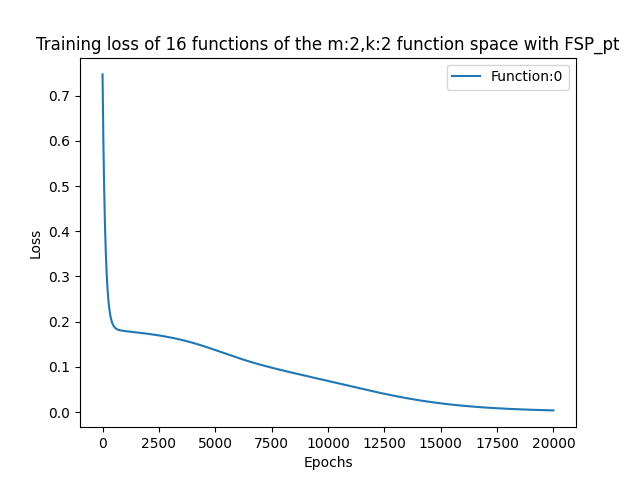 Training loss of 16 functions of the m:2,k:2 function space with FSP_pt
Function:0
0.7
0.6
0.5
0.4
0.3
0.2
0.1
0.0
Loss
0 2500 5000 7500 10000 12500 15000 17500 20000
Epochs